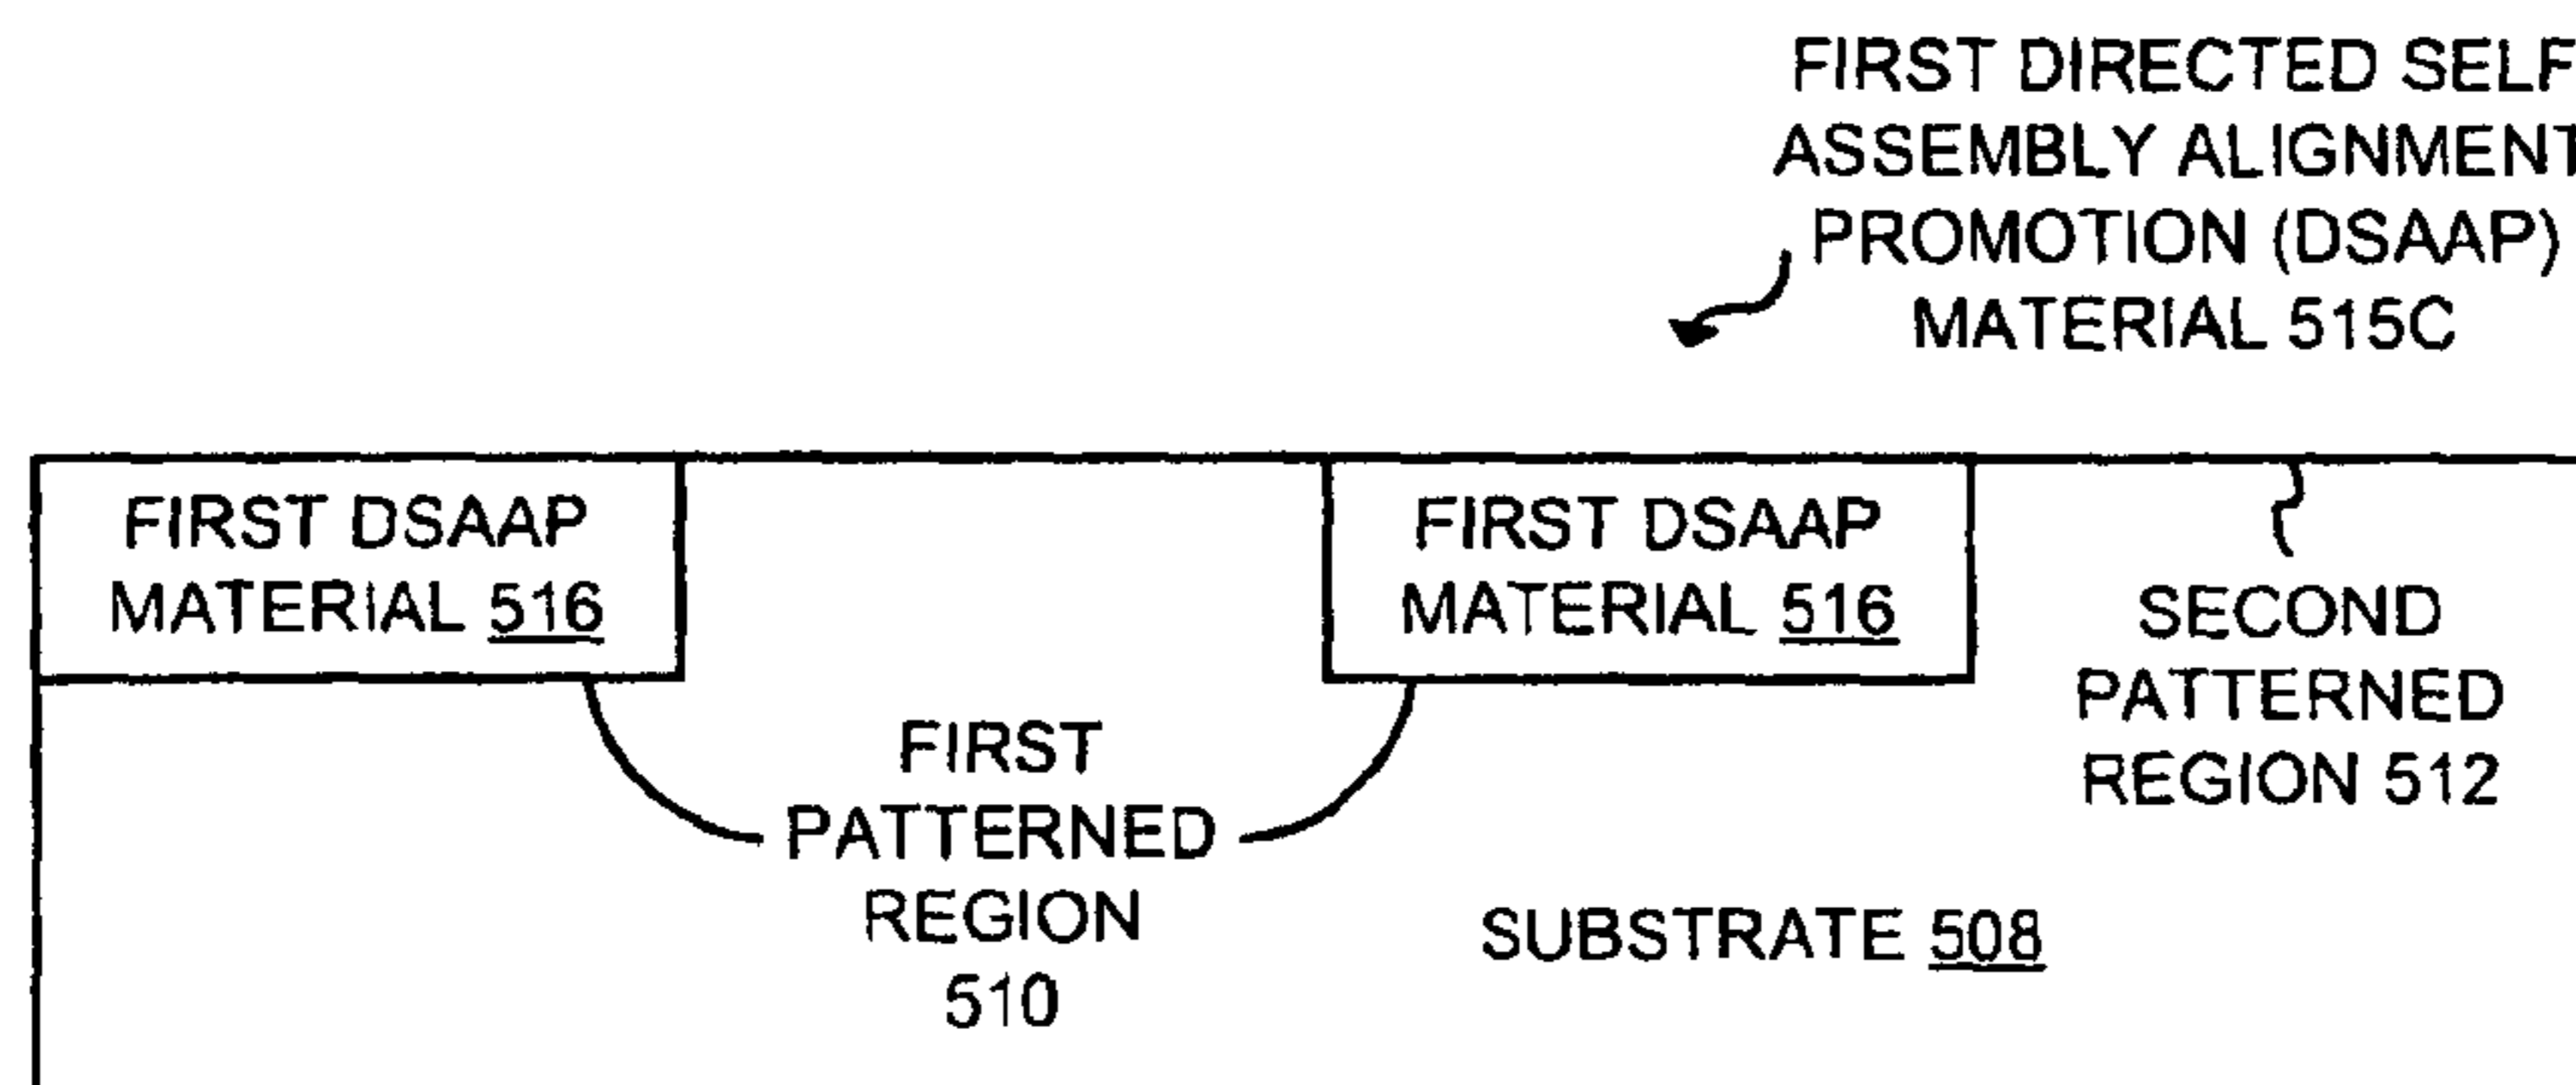 FIRST DIRECTED SELF
ASSEMBLY ALIGNMENT
PROMOTION (DSAAP)
MATERIAL 515C
FIRST DSAAP
MATERIAL 516
FIRST DSAAP
MATERIAL 516
SECOND
PATTERNED
REGION 512
FIRST
PATTERNED
REGION
510
SUBSTRATE 508